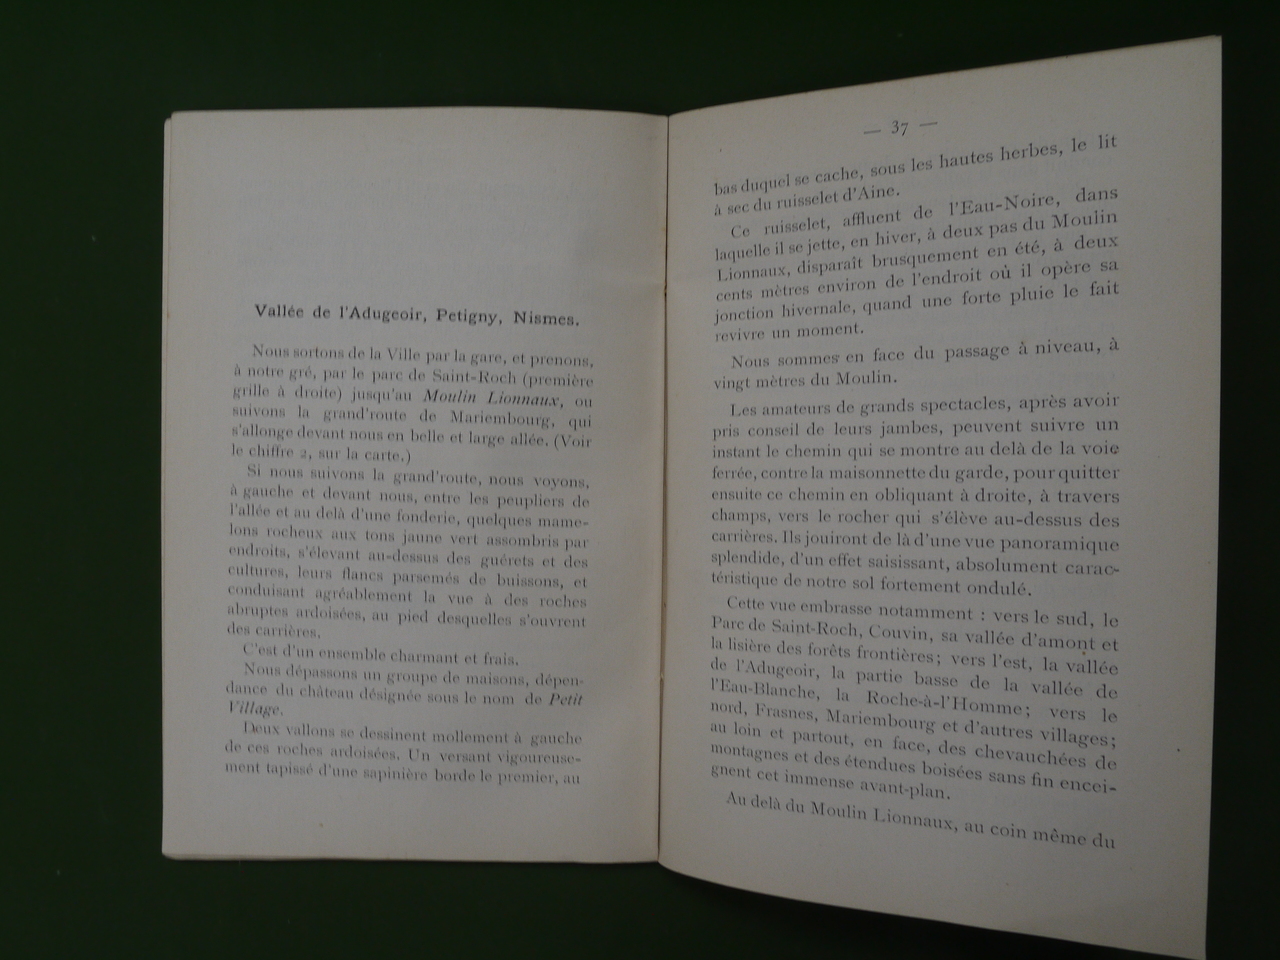 Vallée de l'Adugeoir, Petigny, Nismes.
Nous sortons de la Ville par la gare, et prenons,
à notre gré, par le parc de Saint-Roch (première
grille à droite) jusqu'au Moulin Lionnaux, ou
suivons la grand'route de Mariembourg, qui
s'allonge devant nous en belle et large allée. (Voir
le chiffre 2, sur la carte.)
Si nous suivons la grand'route, nous voyons,
à gauche et devant nous, entre les peupliers de
l'allée et au delà d'une fonderie, quelques mame-
lons rocheux aux tons jaune vert assombris par
endroits, s'élevant au-dessus des guérets et des
cultures, leurs flancs parsemés de buissons, et
conduisant agréablement la vue à des roches
abruptes ardoisées, au pied desquelles s'ouvrent
des carrières.
C'est d'un ensemble charmant et frais.
Nous dépassons un groupe de maisons, dépen-
dance du château désignée sous le nom de Petit
Village.
Deux vallons se dessinent mollement à gauche
de ces roches ardoisées. Un versant vigoureuse-
ment tapissé d'une sapinière borde le premier, au
— 37 —
bas duquel se cache, sous les hautes herbes, le lit
à sec du ruisselet d'Aine.
Ce ruisselet, affluent de l'Eau-Noire, dans
laquelle il se jette, en hiver, à deux pas du Moulin
Lionnaux, disparaît brusquement en été, à deux
cents mètres environ de l'endroit où il opère sa
jonction hivernale, quand une forte pluie le fait
revivre un moment.
Nous sommes en face du passage à niveau, à
vingt mètres du Moulin.
Les amateurs de grands spectacles, après avoir
pris conseil de leurs jambes, peuvent suivre un
instant le chemin qui se montre au delà de la voie
ferrée, contre la maisonnette du garde, pour quitter
ensuite ce chemin en obliquant à droite, à travers
champs, vers le rocher qui s'élève au-dessus des
carrières. Ils jouiront de là d'une vue panoramique
splendide, d'un effet saisissant, absolument carac-
téristique de notre sol fortement ondulé.
Cette vue embrasse notamment : vers le sud, le
Parc de Saint-Roch, Couvin, sa vallée d'amont et
la lisière des forêts frontières; vers l'est, la vallée
de l'Adugeoir, la partie basse de la vallée de
l'Eau-Blanche, la Roche-à-l'Homme; vers le
nord, Frasnes, Mariembourg et d'autres villages;
au loin et partout, en face, des chevauchées de
montagnes et des étendues boisées sans fin encei-
gnent cet immense avant-plan.
Au delà du Moulin Lionnaux, au coin même du